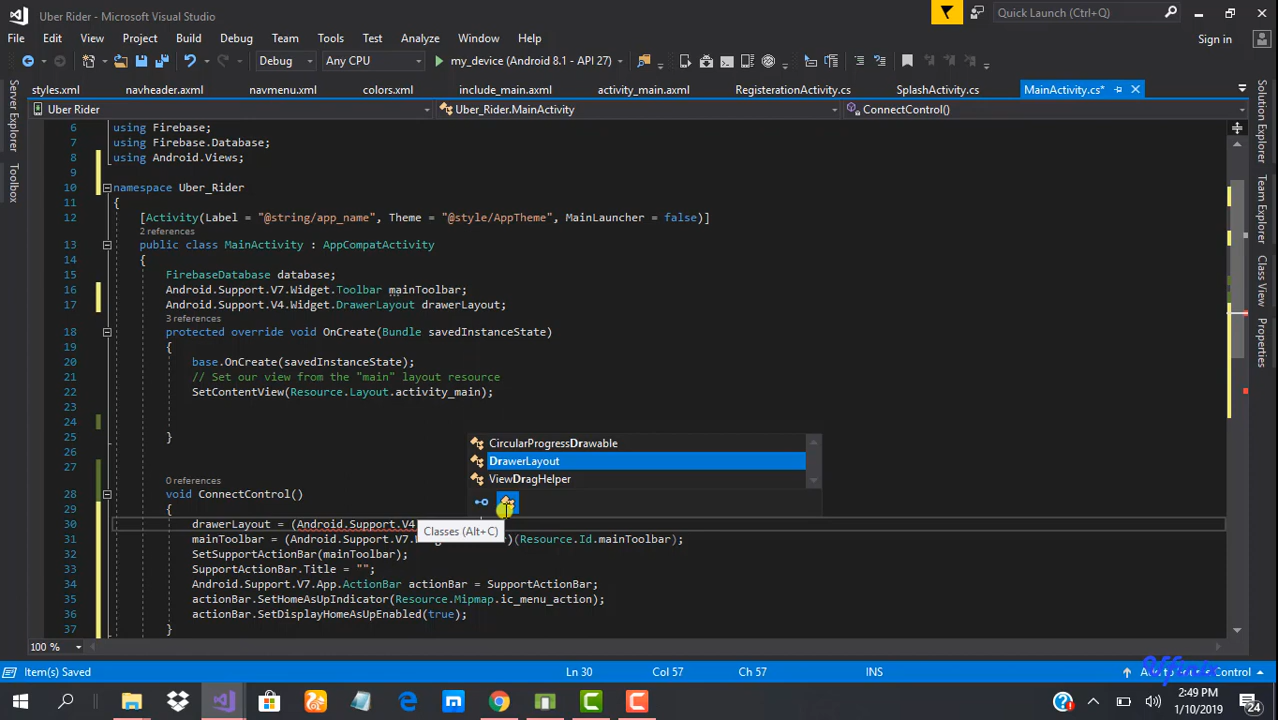 Uber Rider - Microsoft Visual Studio
Quick Launch (Ctrl+Q)
File Edit View Project Build Debug Team Tools Test Analyze Window Help
Sign in
Debug Any CPU my_device (Android 8.1 - API 27)
styles.xml navheader.axml navmenu.xml colors.xml include_main.axml activity_main.axml RegisterationActivity.cs SplashActivity.cs MainActivity.cs*
Uber Rider Uber_Rider.MainActivity ConnectControl()
Server Explorer
Toolbox
Solution Explorer
Team Explorer
Class View
Properties
6 using Firebase;
7 using Firebase.Database;
8 using Android.Views;
9
10 namespace Uber_Rider
11 {
12 [Activity(Label = "@string/app_name", Theme = "@style/AppTheme", MainLauncher = false)]
2 references
13 public class MainActivity : AppCompatActivity
14 {
15 FirebaseDatabase database;
16 Android.Support.V7.Widget.Toolbar mainToolbar;
17 Android.Support.V4.Widget.DrawerLayout drawerLayout;
3 references
18 protected override void OnCreate(Bundle savedInstanceState)
19 {
20 base.OnCreate(savedInstanceState);
21 // Set our view from the "main" layout resource
22 SetContentView(Resource.Layout.activity_main);
23
24
25 }
26
27
CircularProgressDrawable
DrawerLayout
ViewDragHelper
0 references
28 void ConnectControl()
29 {
30 drawerLayout = (Android.Support.V4
Classes (Alt+C)
31 mainToolbar = (Android.Support.V7. )(Resource.Id.mainToolbar);
32 SetSupportActionBar(mainToolbar);
33 SupportActionBar.Title = "";
34 Android.Support.V7.App.ActionBar actionBar = SupportActionBar;
35 actionBar.SetHomeAsUpIndicator(Resource.Mipmap.ic_menu_action);
36 actionBar.SetDisplayHomeAsUpEnabled(true);
37 }
100 %
Item(s) Saved Ln 30 Col 57 Ch 57 INS Control
2:49 PM
1/10/2019
24